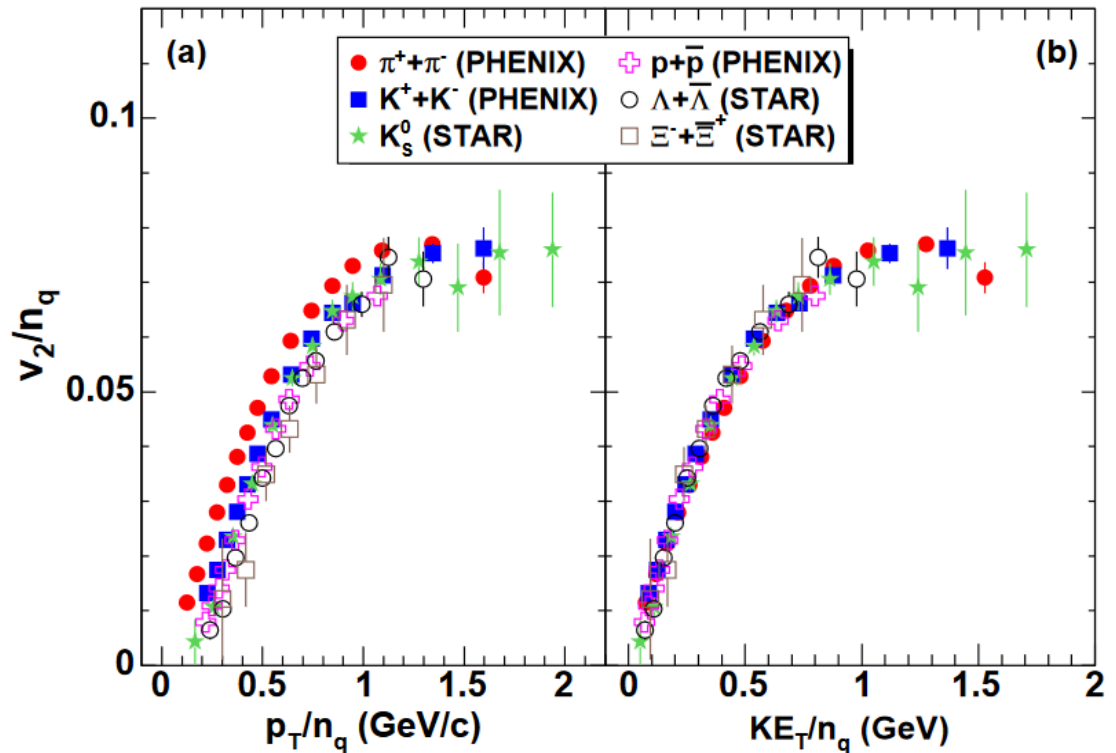 (a)
(b)
π⁺+π⁻ (PHENIX)
K⁺+K⁻ (PHENIX)
K⁰ₛ (STAR)
p+p̅ (PHENIX)
Λ+Λ̅ (STAR)
Ξ⁻+Ξ̅⁺ (STAR)
v₂/n_q
0.1
0.05
0
0 0.5 1 1.5 2
p_T/n_q (GeV/c)
0 0.5 1 1.5 2
KE_T/n_q (GeV)